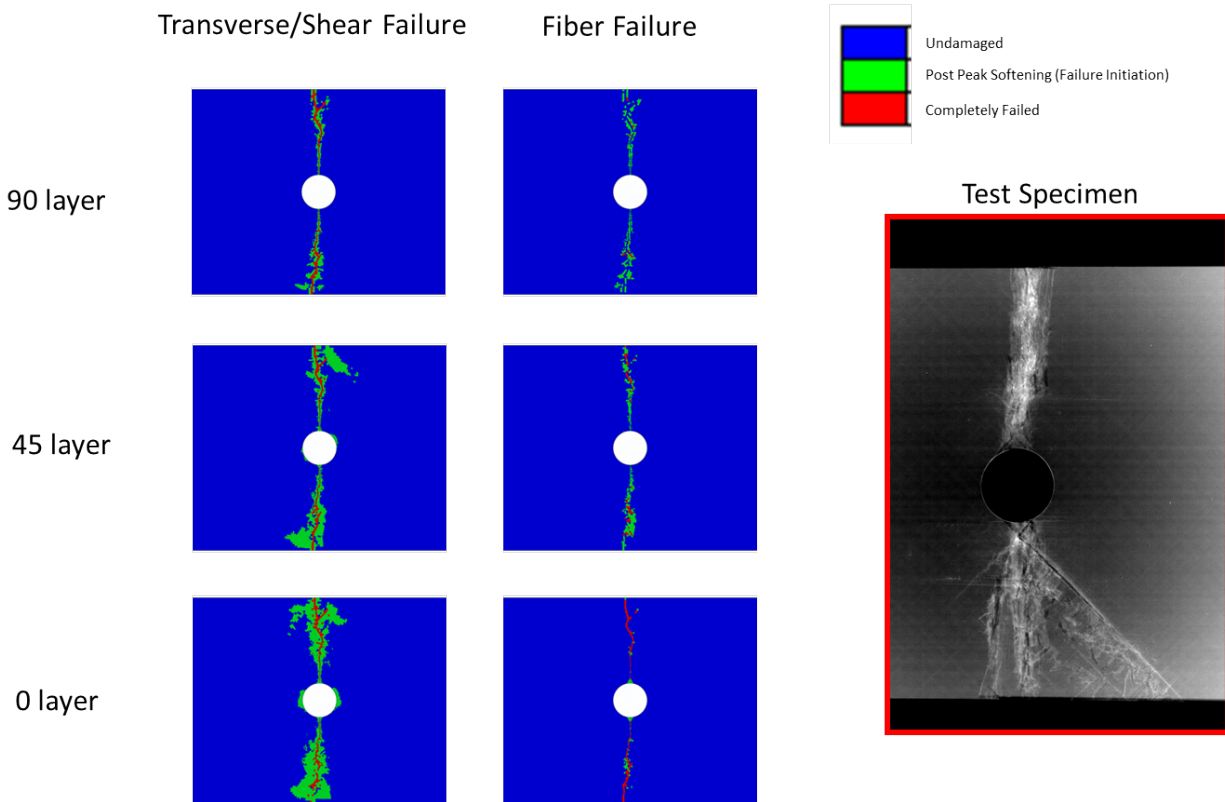 Transverse/Shear Failure
Fiber Failure
Undamaged
Post Peak Softening (Failure Initiation)
Completely Failed
90 layer
Test Specimen
45 layer
0 layer